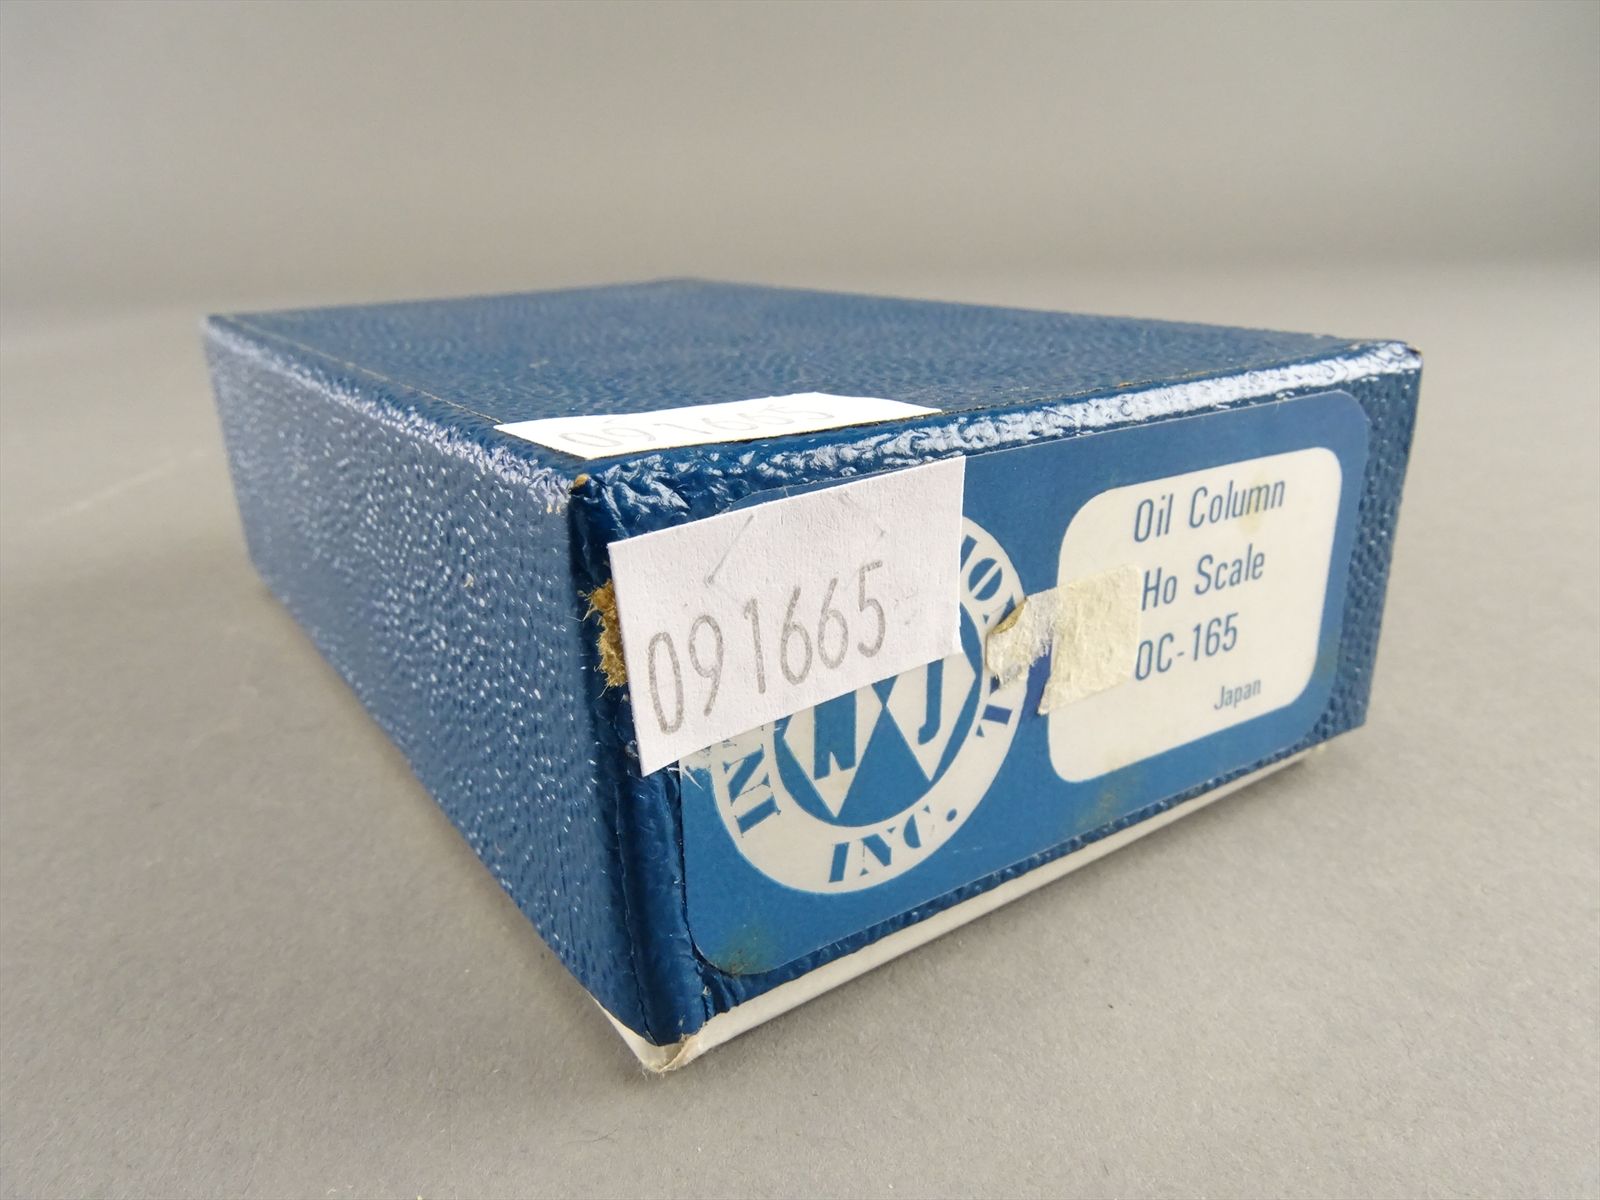 091665
091665
Oil Column
Ho Scale
OC-165
Japan
W J
INC.